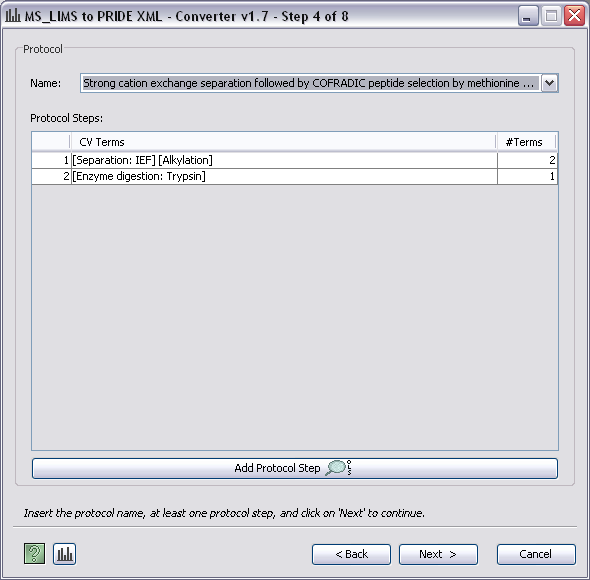 MS_LIMS to PRIDE XML - Converter v1.7 - Step 4 of 8
Protocol
Name: Strong cation exchange separation followed by COFRADIC peptide selection by methionine ...
Protocol Steps:
CV Terms #Terms
1 [Separation: IEF] [Alkylation] 2
2 [Enzyme digestion: Trypsin] 1
Add Protocol Step
Insert the protocol name, at least one protocol step, and click on 'Next' to continue.
? < Back Next > Cancel